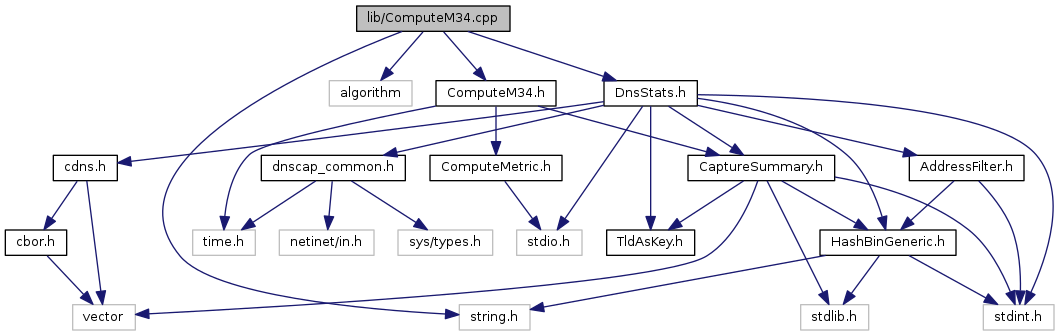 lib/ComputeM34.cpp
algorithm
ComputeM34.h
DnsStats.h
cdns.h
dnscap_common.h
ComputeMetric.h
CaptureSummary.h
AddressFilter.h
cbor.h
time.h
netinet/in.h
sys/types.h
stdio.h
TldAsKey.h
HashBinGeneric.h
vector
string.h
stdlib.h
stdint.h